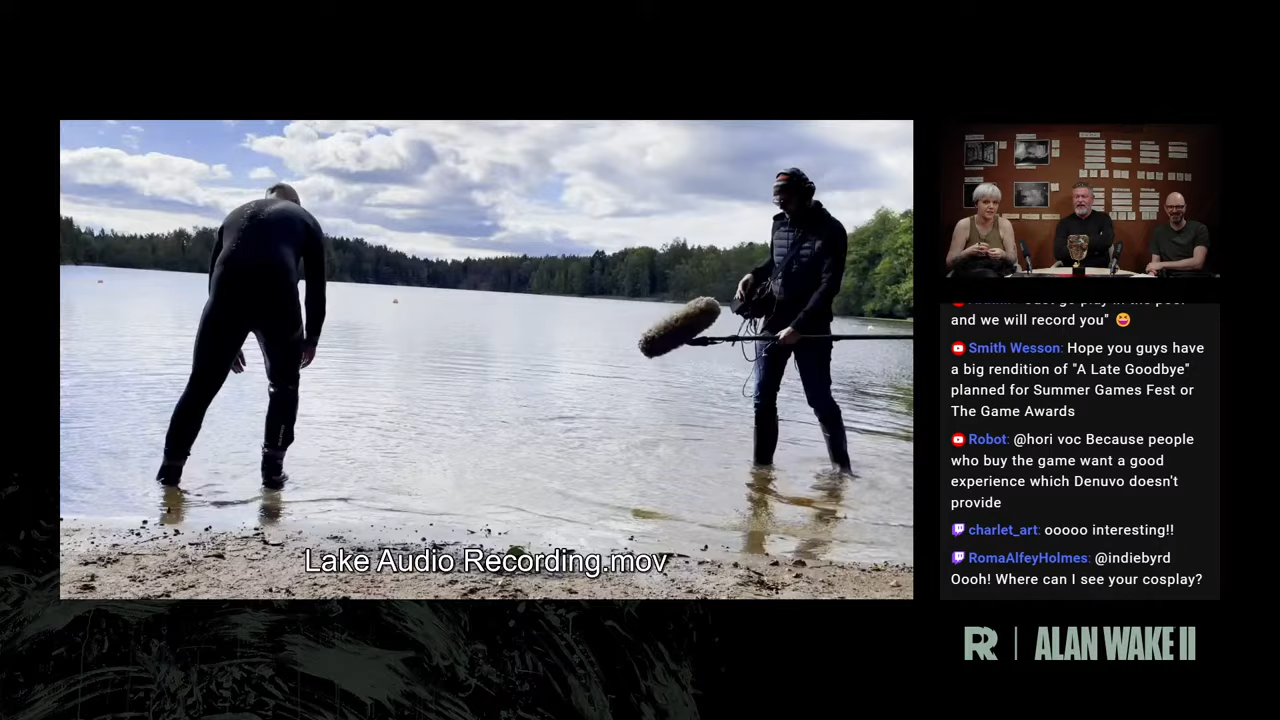 Lake Audio Recording.mov
and we will record you" 😝
Smith Wesson: Hope you guys have
a big rendition of "A Late Goodbye"
planned for Summer Games Fest or
The Game Awards
Robot: @hori voc Because people
who buy the game want a good
experience which Denuvo doesn't
provide
charlet_art: ooooo interesting!!
RomaAlfeyHolmes: @indiebyrd
Oooh! Where can I see your cosplay?
R | ALAN WAKE II